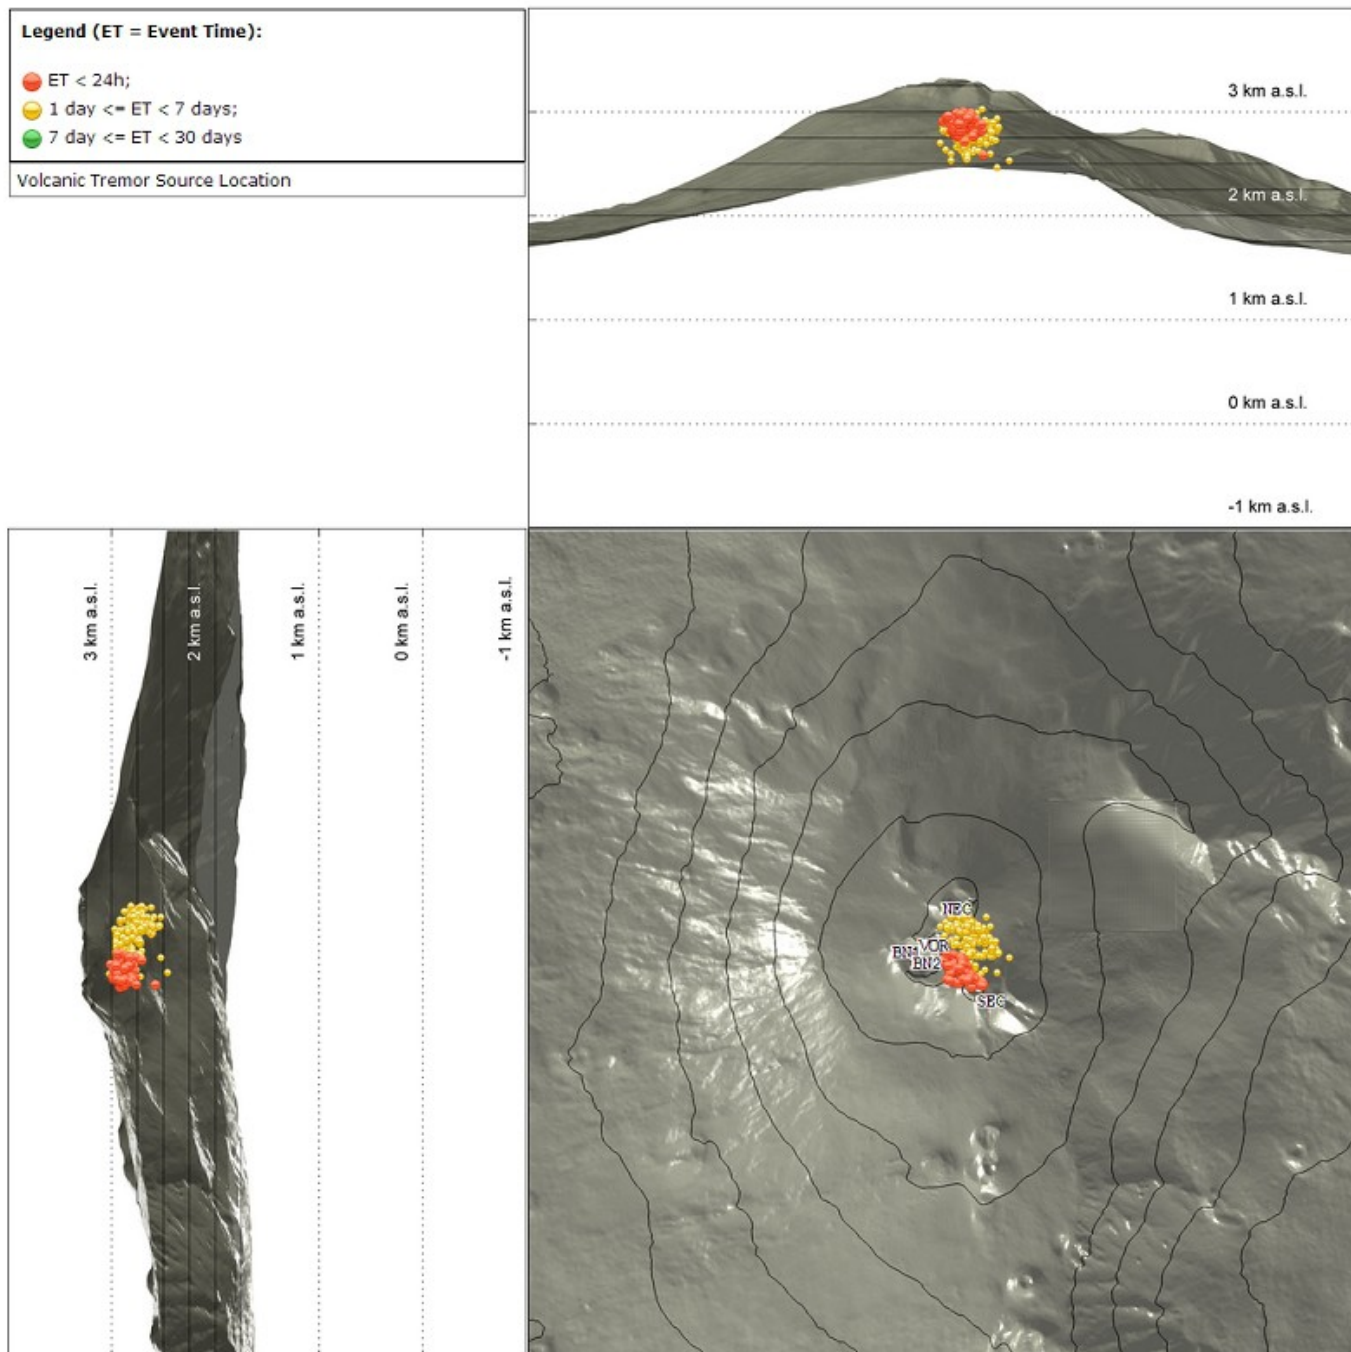 Legend (ET = Event Time):
ET < 24h;
1 day <= ET < 7 days;
7 day <= ET < 30 days
Volcanic Tremor Source Location
3 km a.s.l.
2 km a.s.l.
1 km a.s.l.
0 km a.s.l.
-1 km a.s.l.
3 km a.s.l.
2 km a.s.l.
1 km a.s.l.
0 km a.s.l.
-1 km a.s.l.
NEC
VOR
BN1
BN2
SEC